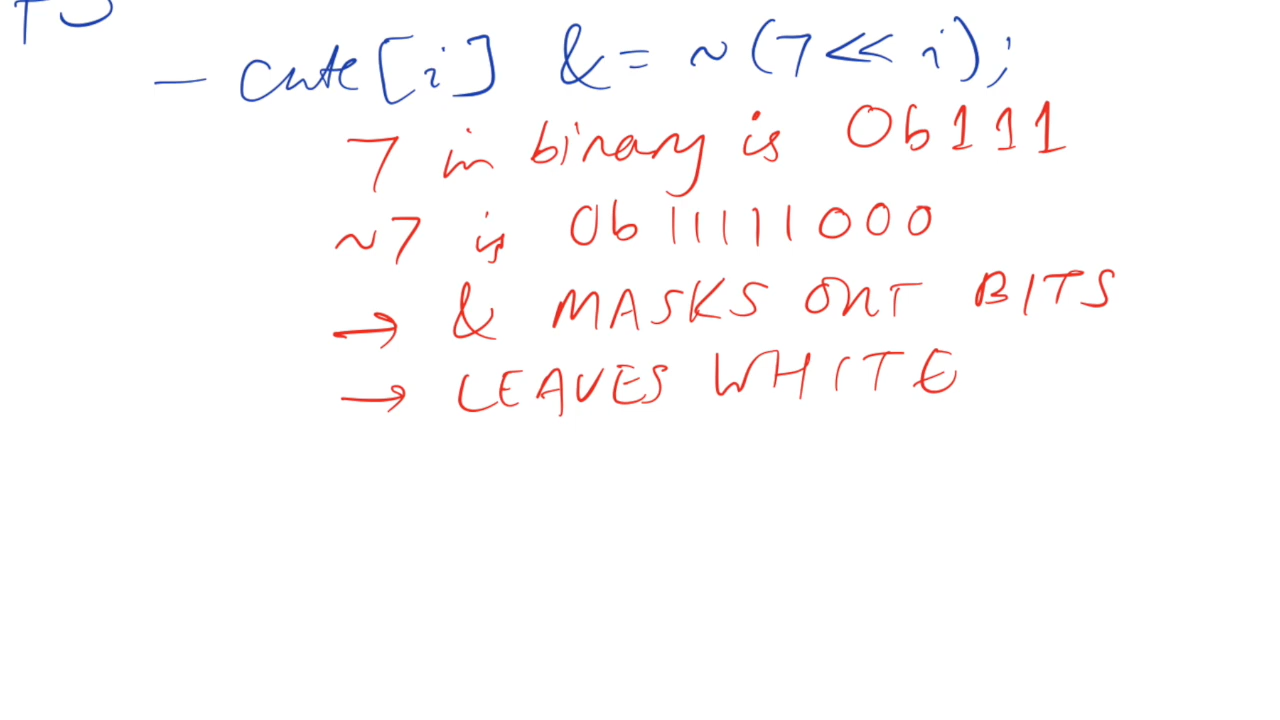 - cute[i] &= ~(7<<i);
7 in binary is 0b111
~7 is 0b11111000
→ & MASKS OUT BITS
→ LEAVES WHITE